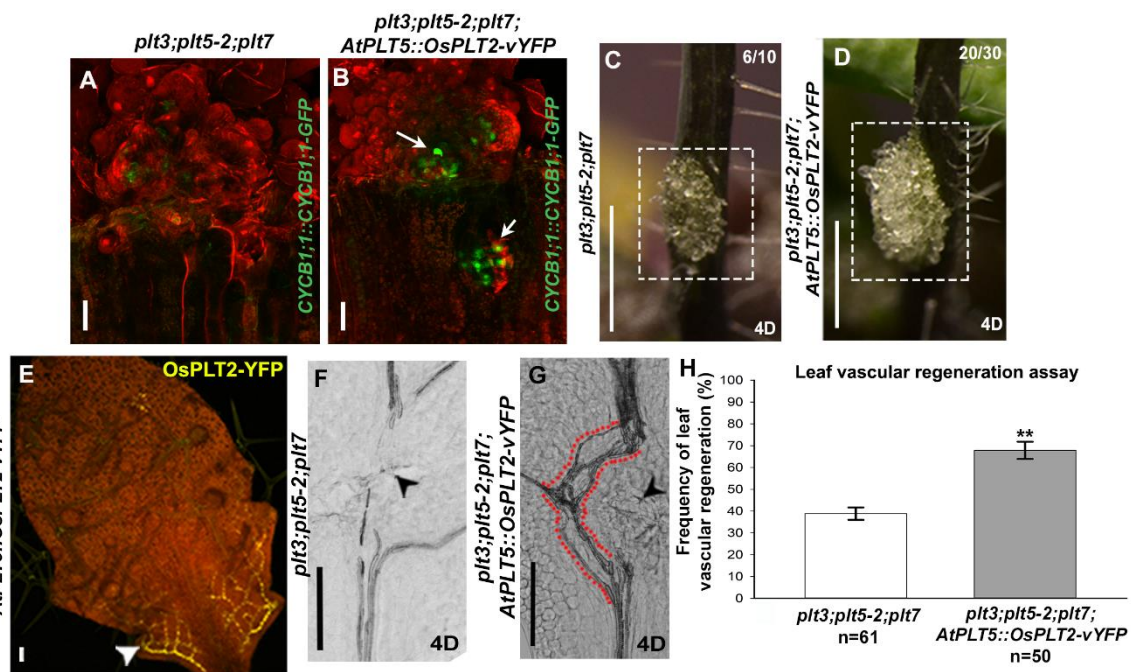 plt3;plt5-2;plt7
plt3;plt5-2;plt7;
AtPLT5::OsPLT2-vYFP
A
CYCB1;1::CYCB1;1-GFP
B
CYCB1;1::CYCB1;1-GFP
plt3;plt5-2;plt7
C
6/10
4D
plt3;plt5-2;plt7;
AtPLT5::OsPLT2-vYFP
D
20/30
4D
E
OsPLT2-YFP
plt3;plt5-2;plt7
F
4D
plt3;plt5-2;plt7;
AtPLT5::OsPLT2-vYFP
G
4D
H
Leaf vascular regeneration assay
Frequency of leaf
vascular regeneration (%)
100
90
80
70
60
50
40
30
20
10
0
**
plt3;plt5-2;plt7
n=61
plt3;plt5-2;plt7;
AtPLT5::OsPLT2-vYFP
n=50